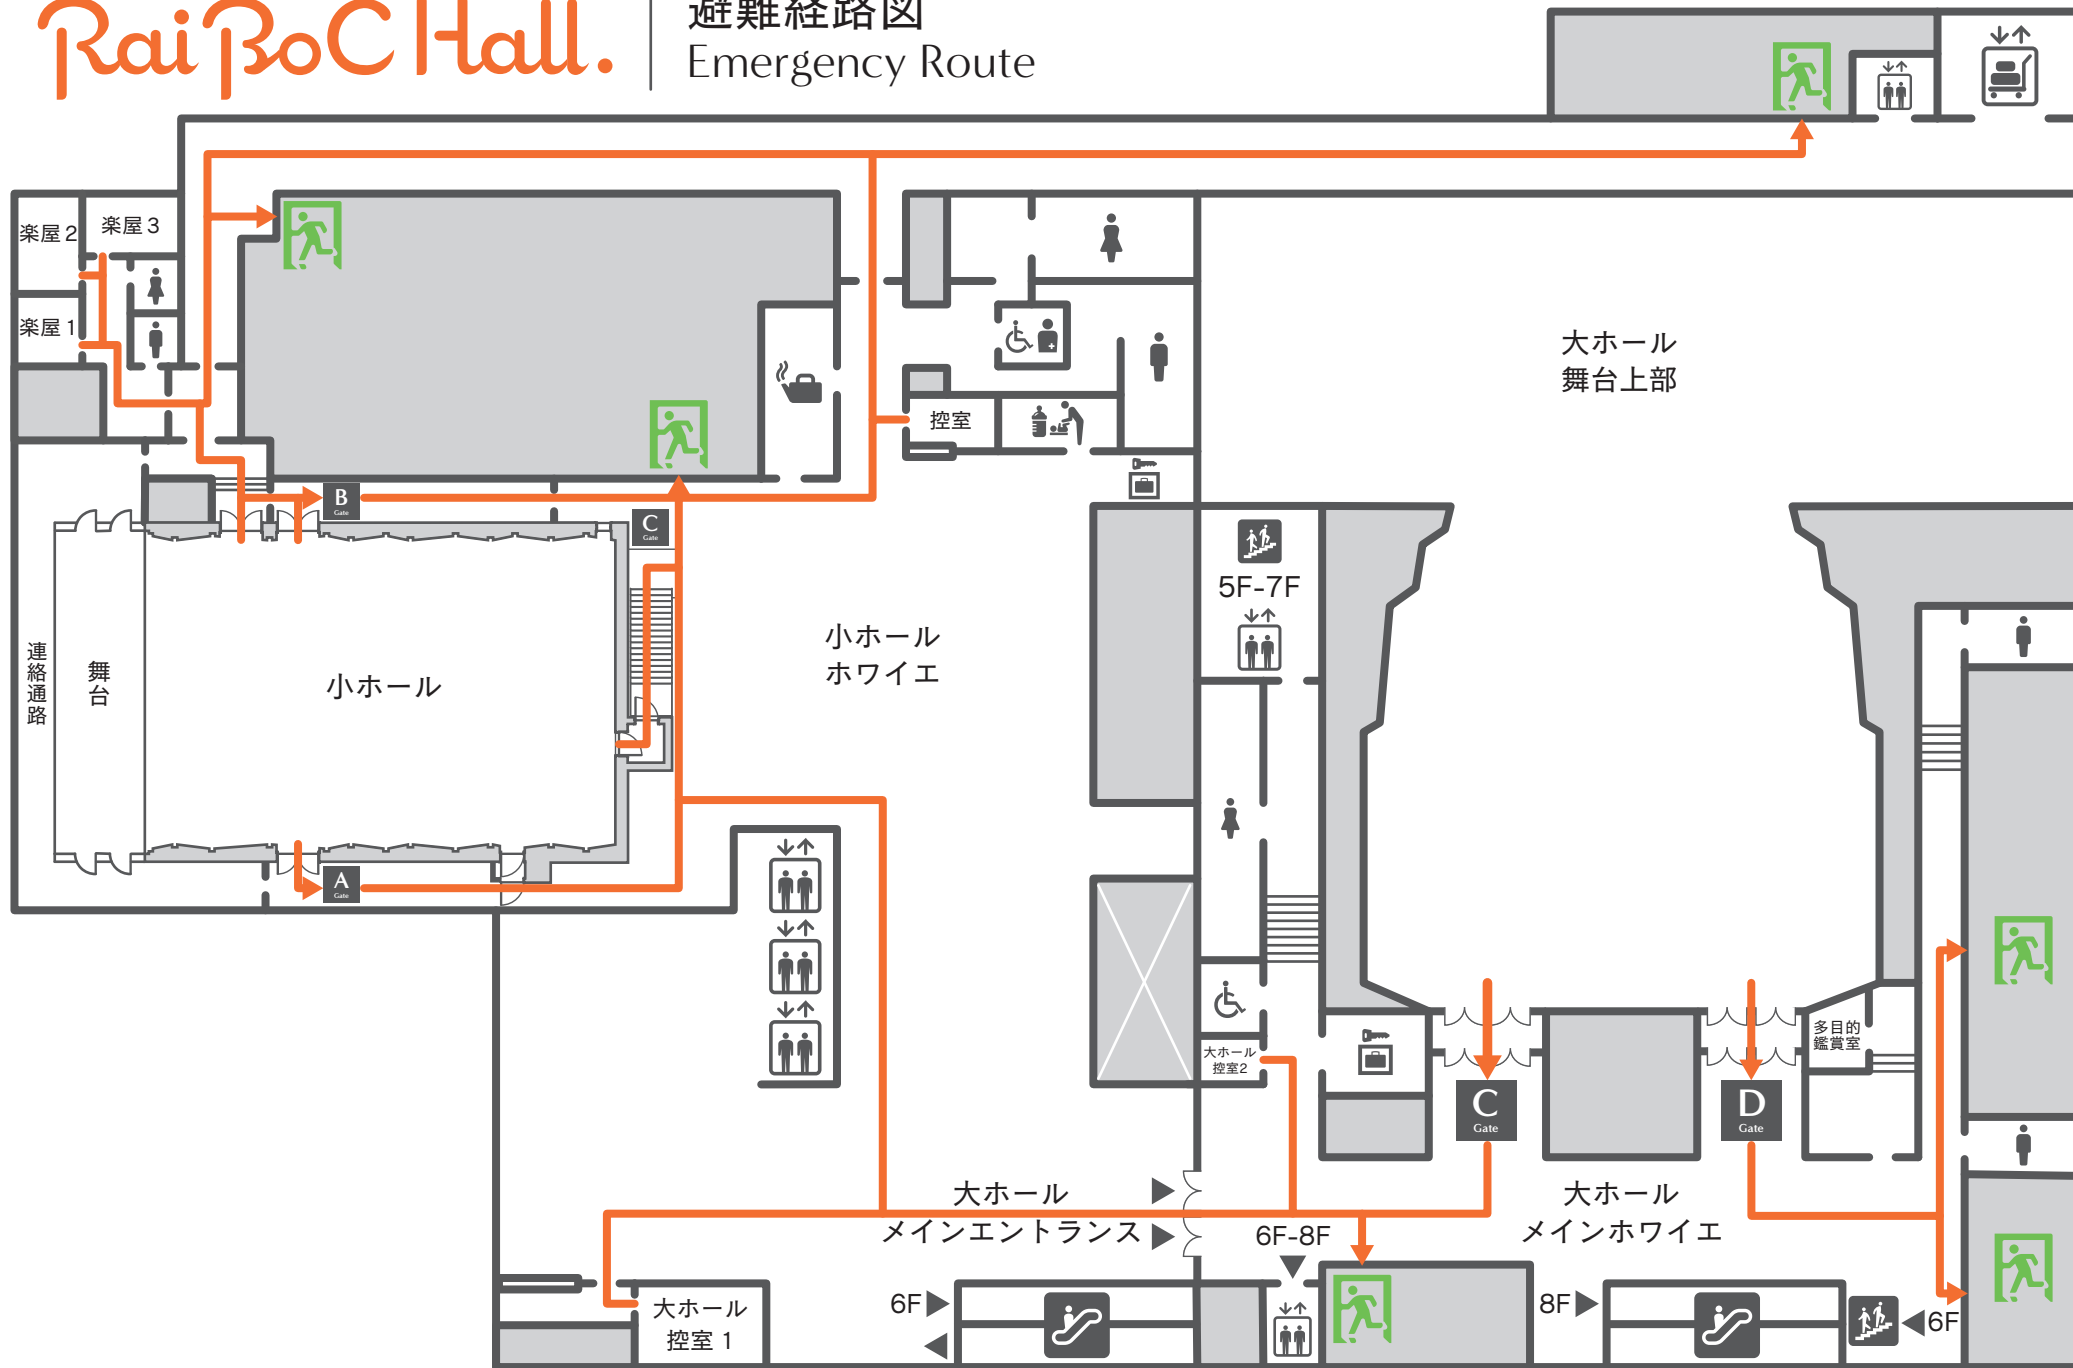 RaiBoC Hall.
避難経路図
Emergency Route
楽屋2
楽屋3
楽屋1
控室
大ホール
舞台上部
B
Gate
C
Gate
5F-7F
連絡通路
舞台
小ホール
小ホール
ホワイエ
A
Gate
大ホール
控室2
多目的
鑑賞室
C
Gate
D
Gate
大ホール
メインエントランス
6F-8F
大ホール
メインホワイエ
大ホール
控室1
6F
8F
6F